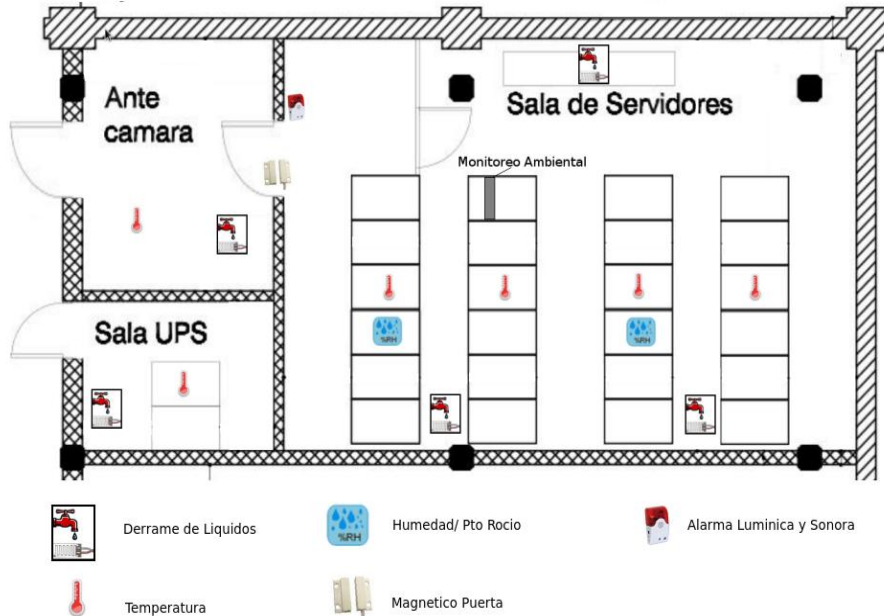 Ante
camara
Sala de Servidores
Monitoreo Ambiental
%RH
%RH
Sala UPS
Derrame de Liquidos
%RH
Humedad/ Pto Rocio
Alarma Luminica y Sonora
Temperatura
Magnetico Puerta